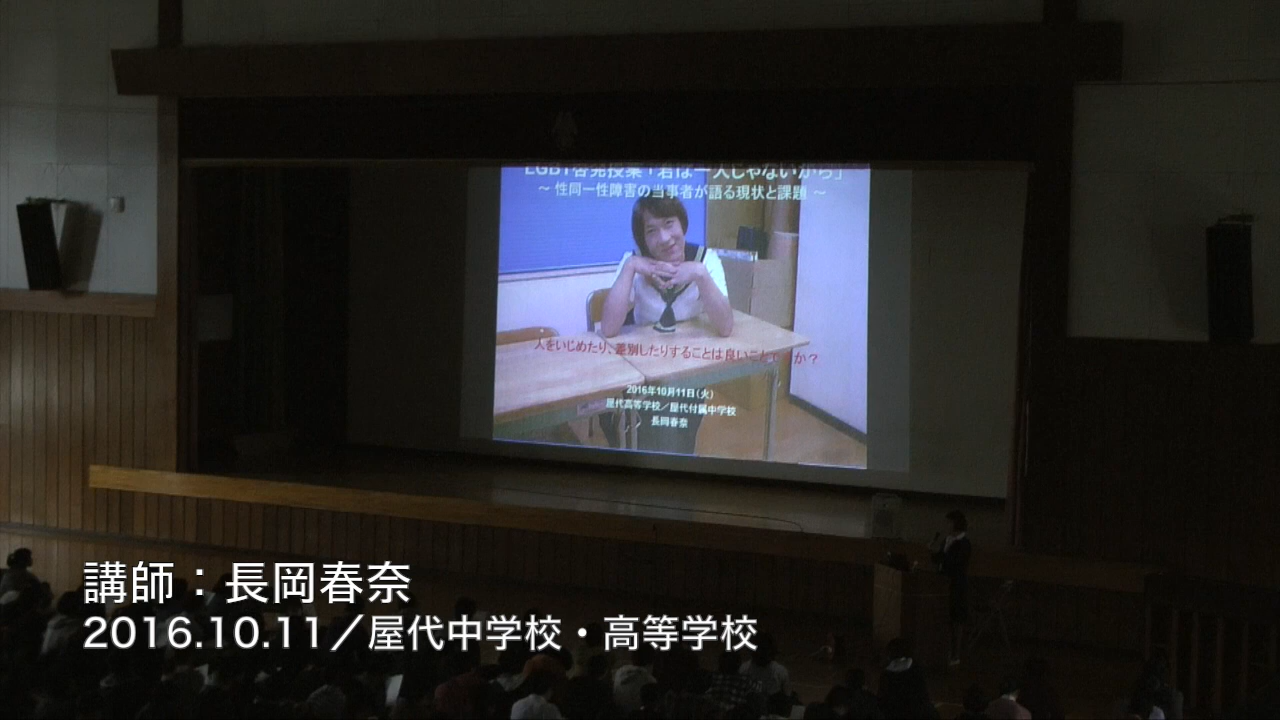 LGBT啓発授業「君は一人じゃないから」
～ 性同一性障害の当事者が語る現状と課題 ～
人をいじめたり、差別したりすることは良いことですか？
2016年10月11日（火）
屋代高等学校／屋代付属中学校
長岡春奈
講師：長岡春奈
2016.10.11／屋代中学校・高等学校